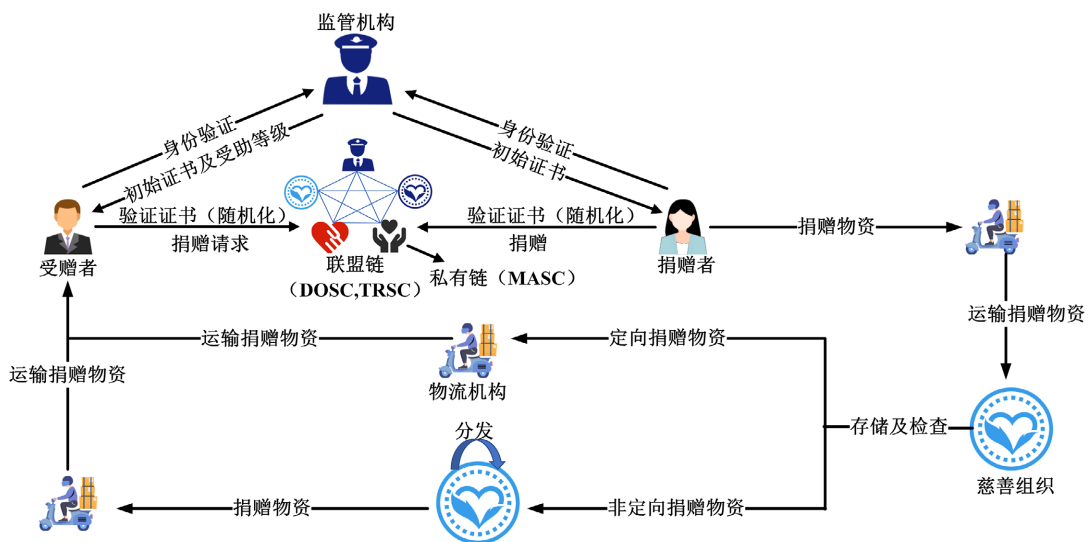 监管机构
身份验证
初始证书及受助等级
身份验证
初始证书
验证证书（随机化）
捐赠请求
验证证书（随机化）
捐赠
捐赠物资
受赠者
联盟链
（DOSC,TRSC）
私有链（MASC）
捐赠者
运输捐赠物资
运输捐赠物资
定向捐赠物资
运输捐赠物资
物流机构
分发
存储及检查
慈善组织
捐赠物资
非定向捐赠物资